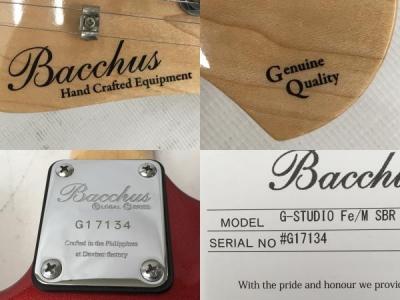 Bacchus
Hand Crafted Equipment
Genuine
Quality
Bacchus
GLOBAL SERIES
G17134
Crafted in the Philippines
at Deviser factory
Bacchu
MODEL G-STUDIO Fe/M SBR
SERIAL NO #G17134
With the pride and honour we provid